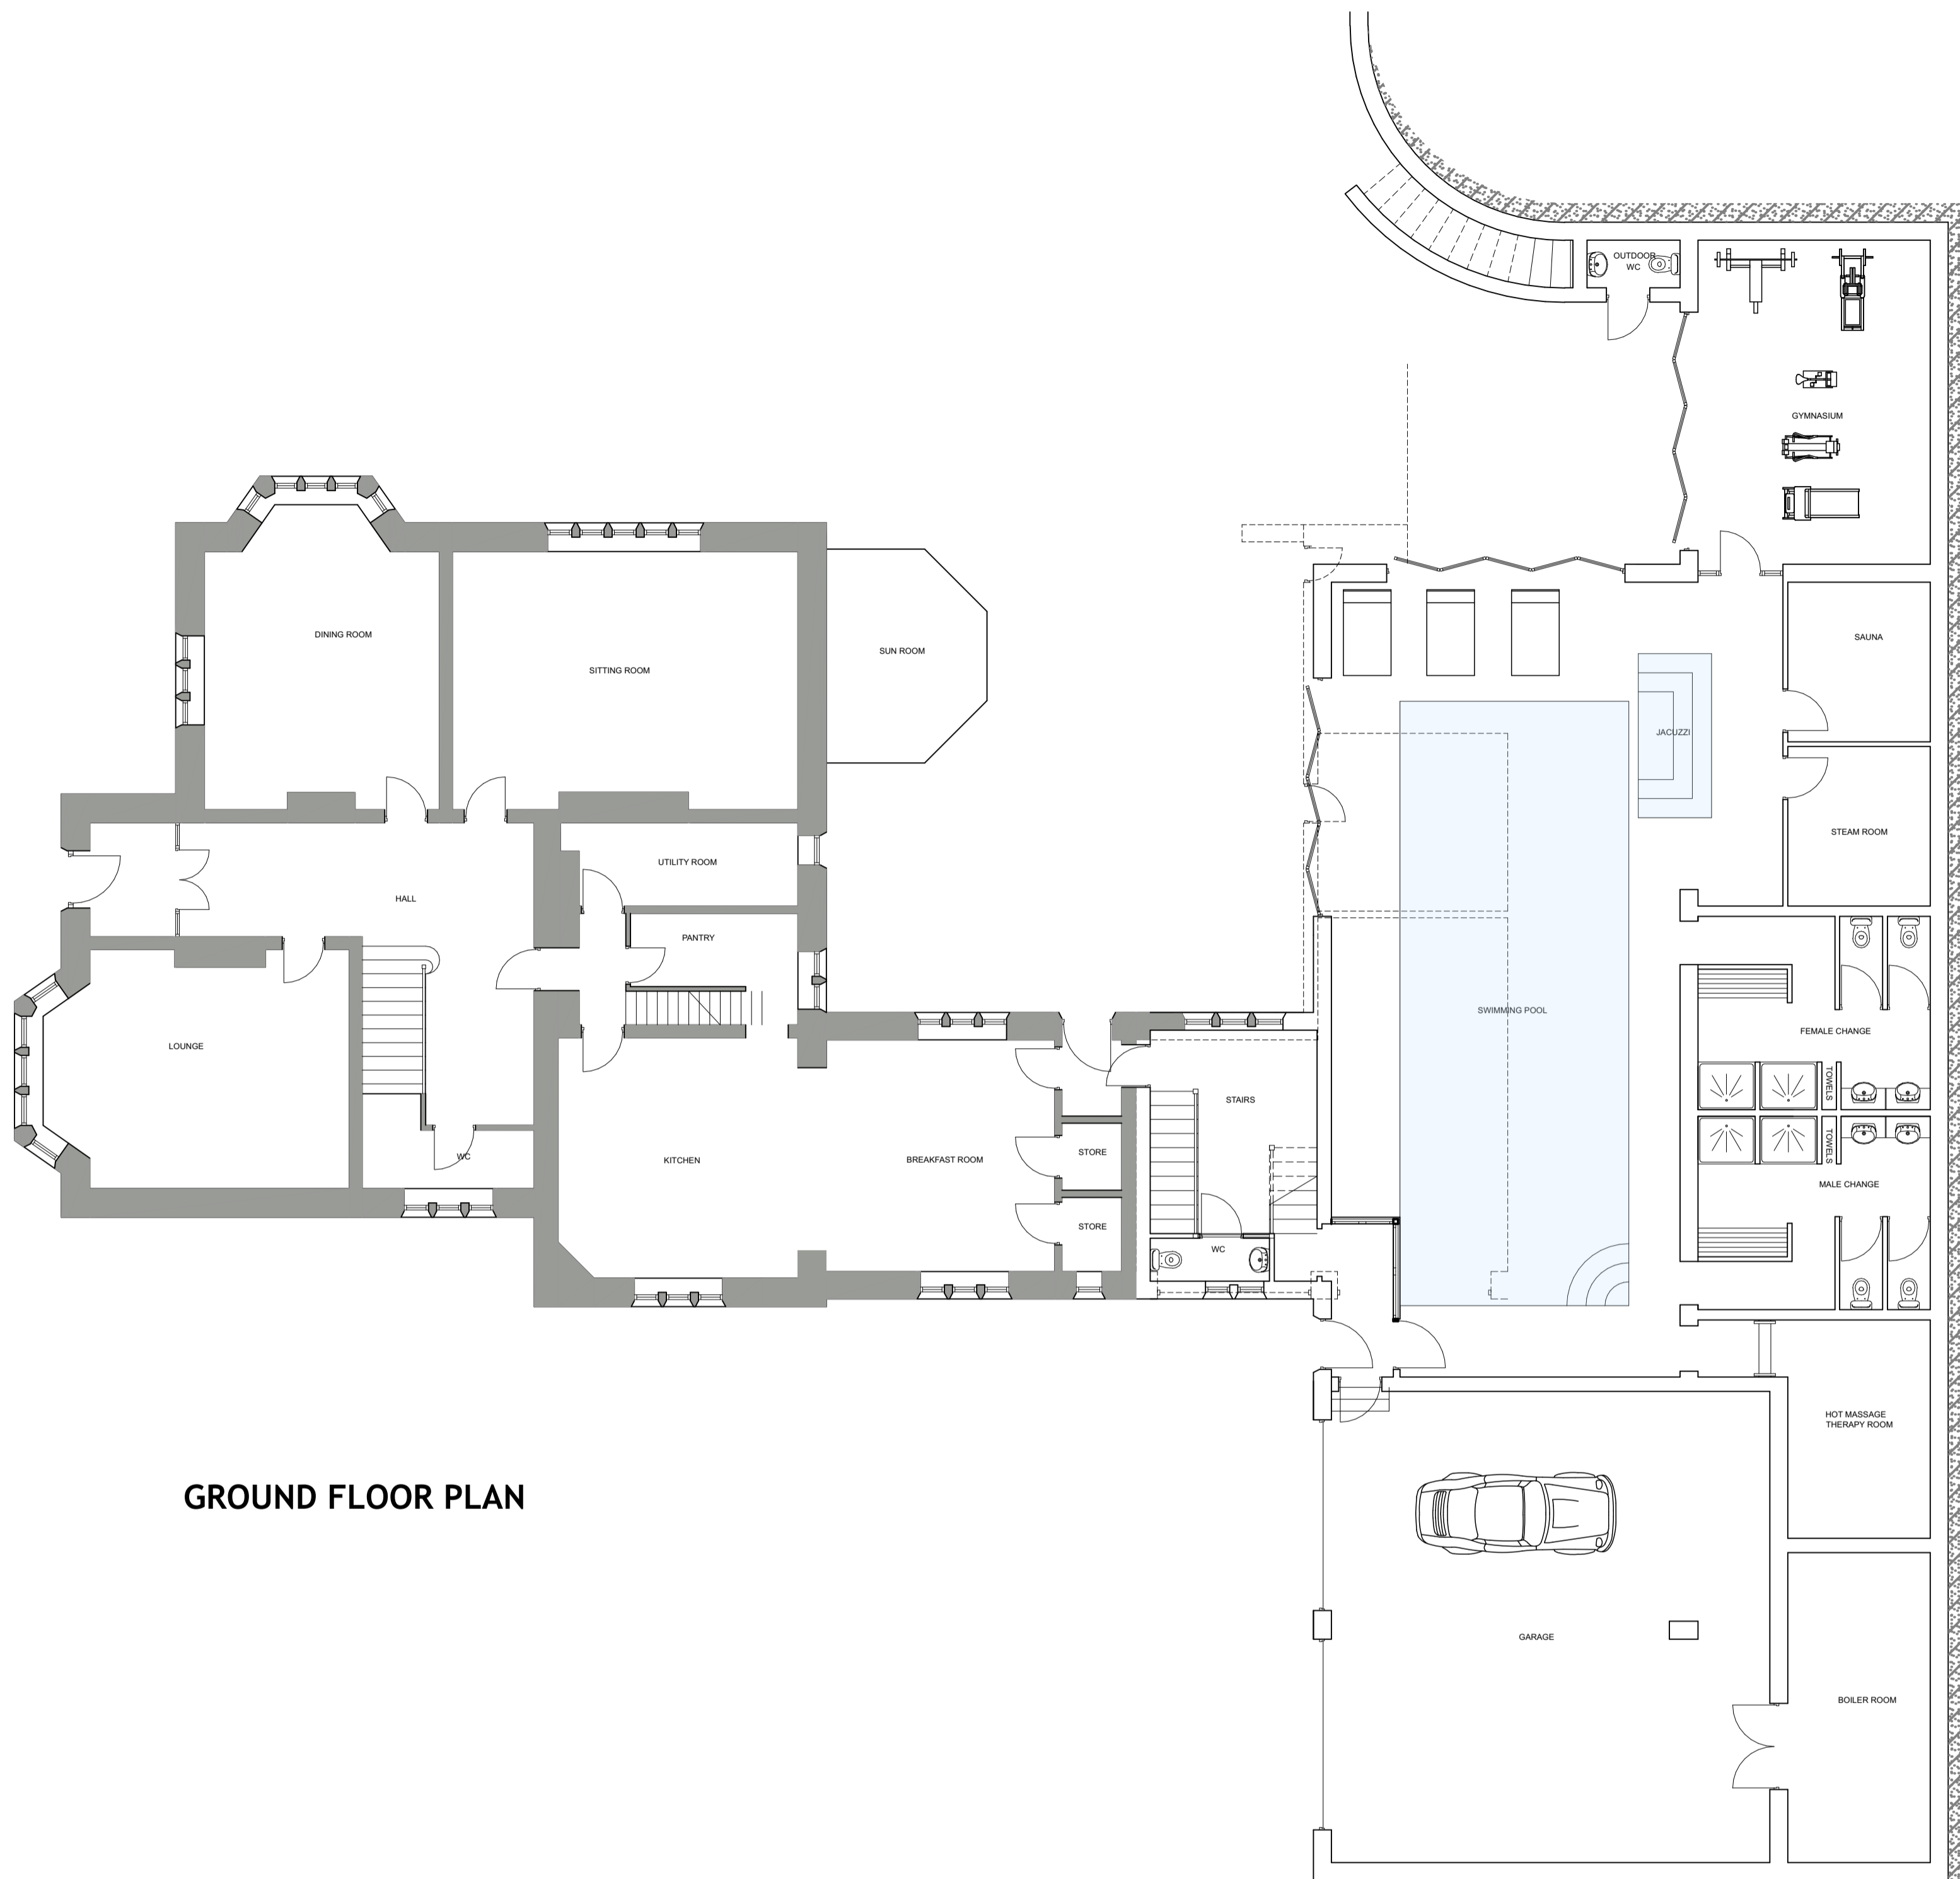 OUTDOOR
WC
GYMNASIUM
DINING ROOM
SITTING ROOM
SUN ROOM
SAUNA
JACUZZI
STEAM ROOM
UTILITY ROOM
HALL
PANTRY
SWIMMING POOL
FEMALE CHANGE
LOUNGE
TOWELS
STAIRS
TOWELS
WC
KITCHEN
BREAKFAST ROOM
STORE
MALE CHANGE
STORE
WC
HOT MASSAGE
THERAPY ROOM
GROUND FLOOR PLAN
GARAGE
BOILER ROOM